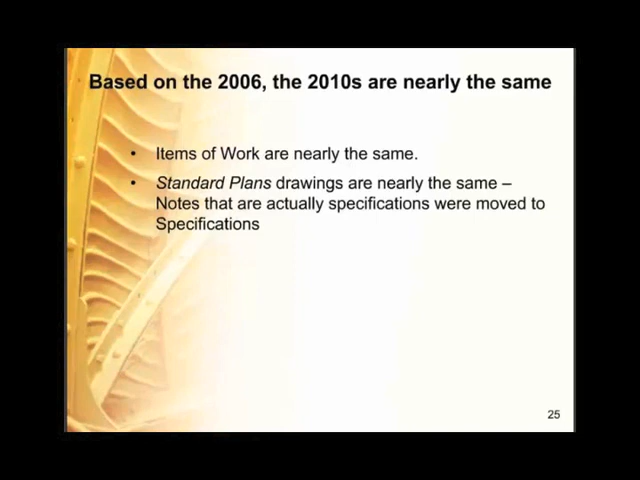 Based on the 2006, the 2010s are nearly the same
• Items of Work are nearly the same.
• Standard Plans drawings are nearly the same –
Notes that are actually specifications were moved to
Specifications
25